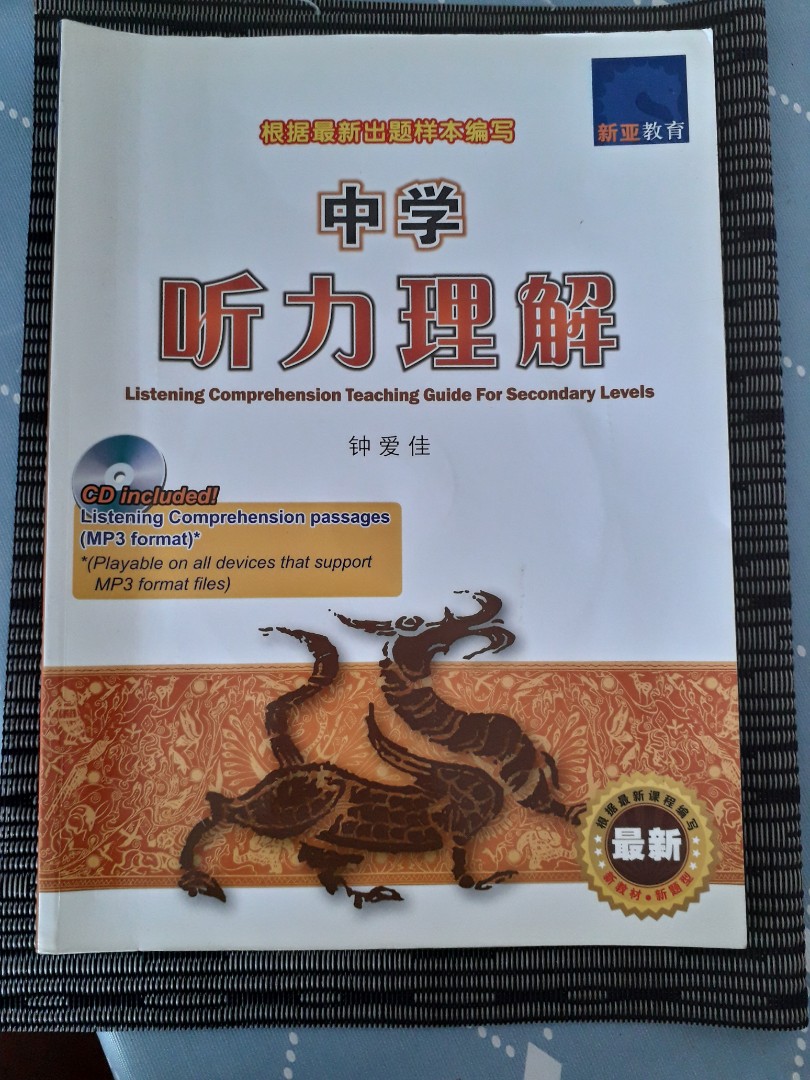 新亚教育
根据最新出题样本编写
中学
听力理解
Listening Comprehension Teaching Guide For Secondary Levels
钟爱佳
CD included!
Listening Comprehension passages
(MP3 format)*
*(Playable on all devices that support
MP3 format files)
根据最新课程编写
最新
新教材•新题型